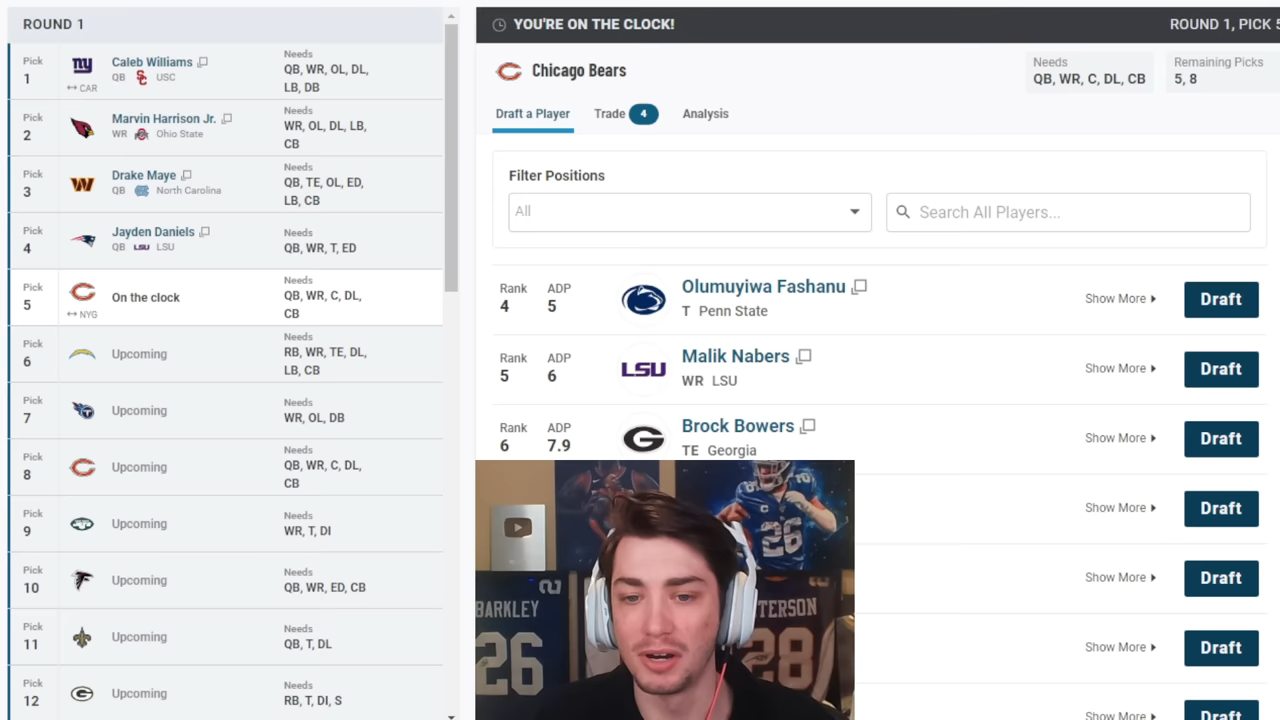 ROUND 1
Pick
1
↔ CAR
Caleb Williams
QB USC
Needs
QB, WR, OL, DL,
LB, DB
Pick
2
Marvin Harrison Jr.
WR Ohio State
Needs
WR, OL, DL, LB,
CB
Pick
3
Drake Maye
QB North Carolina
Needs
QB, TE, OL, ED,
LB, CB
Pick
4
Jayden Daniels
QB LSU LSU
Needs
QB, WR, T, ED
Pick
5
↔ NYG
On the clock
Needs
QB, WR, C, DL,
CB
Pick
6
Upcoming
Needs
RB, WR, TE, DL,
LB, CB
Pick
7
Upcoming
Needs
WR, OL, DB
Pick
8
Upcoming
Needs
QB, WR, C, DL,
CB
Pick
9
Upcoming
Needs
WR, T, DI
Pick
10
Upcoming
Needs
QB, WR, ED, CB
Pick
11
Upcoming
Needs
QB, T, DL
Pick
12
Upcoming
Needs
RB, T, DI, S
YOU'RE ON THE CLOCK!
ROUND 1, PICK 5
Chicago Bears
Needs
QB, WR, C, DL, CB
Remaining Picks
5, 8
Draft a Player
Trade 4
Analysis
Filter Positions
All
Search All Players...
Rank
4
ADP
5
Olumuyiwa Fashanu
T Penn State
Show More
Draft
Rank
5
ADP
6
LSU
Malik Nabers
WR LSU
Show More
Draft
Rank
6
ADP
7.9
Brock Bowers
TE Georgia
Show More
Draft
Show More
Draft
Show More
Draft
Show More
Draft
Show More
Draft
26
BARKLEY
26
TERSON
28